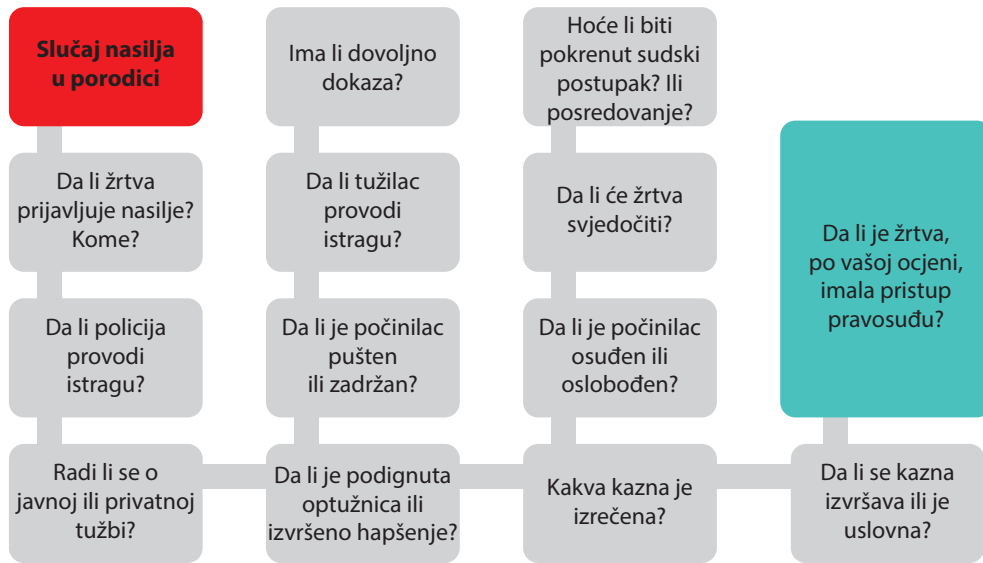 Slučaj nasilja
u porodici
Da li žrtva
prijavljuje nasilje?
Kome?
Da li policija
provodi
istragu?
Radi li se o
javnoj ili privatnoj
tužbi?
Ima li dovoljno
dokaza?
Da li tužilac
provodi
istragu?
Da li je počinilac
pušten
ili zadržan?
Da li je podignuta
optužnica ili
izvršeno hapšenje?
Hoće li biti
pokrenut sudski
postupak? Ili
posredovanje?
Da li će žrtva
svjedočiti?
Da li je počinilac
osuđen ili
oslobođen?
Kakva kazna je
izrečena?
Da li je žrtva,
po vašoj ocjeni,
imala pristup
pravosuđu?
Da li se kazna
izvršava ili je
uslovna?